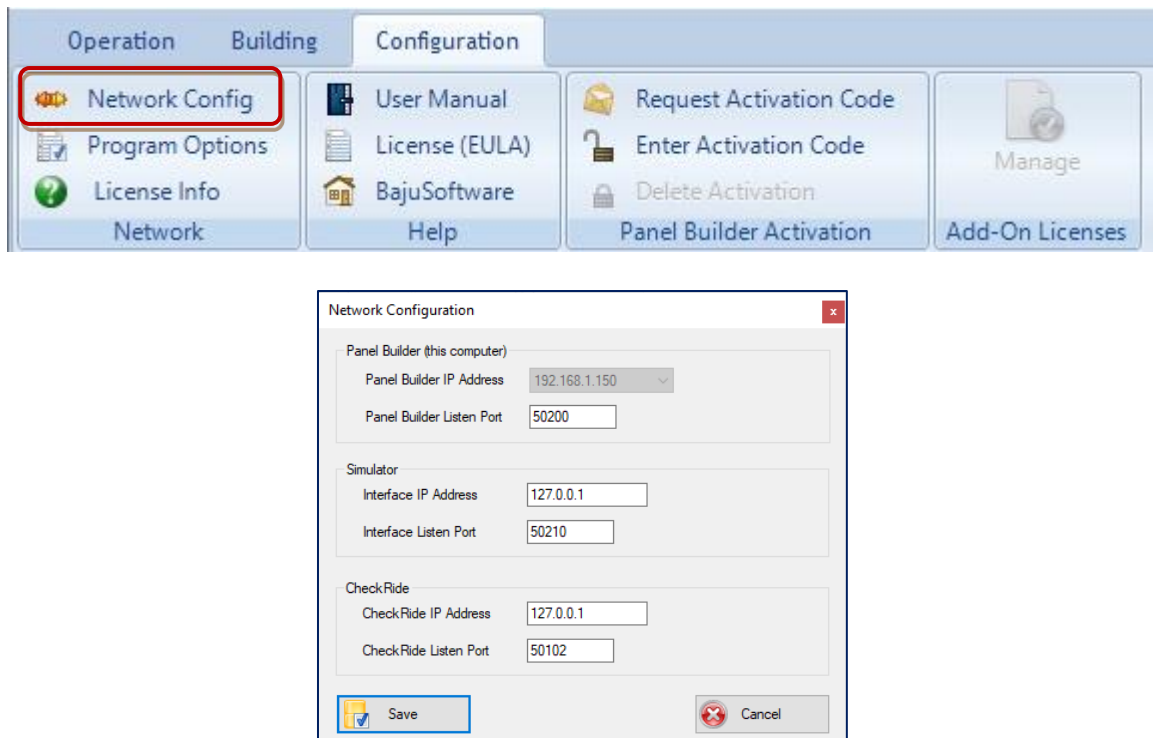 Operation Building Configuration
Network Config User Manual Request Activation Code
Program Options License (EULA) Enter Activation Code Manage
License Info BajuSoftware Delete Activation
Network Help Panel Builder Activation Add-On Licenses
Network Configuration x
Panel Builder (this computer)
Panel Builder IP Address 192.168.1.150
Panel Builder Listen Port 50200
Simulator
Interface IP Address 127.0.0.1
Interface Listen Port 50210
CheckRide
CheckRide IP Address 127.0.0.1
CheckRide Listen Port 50102
Save Cancel